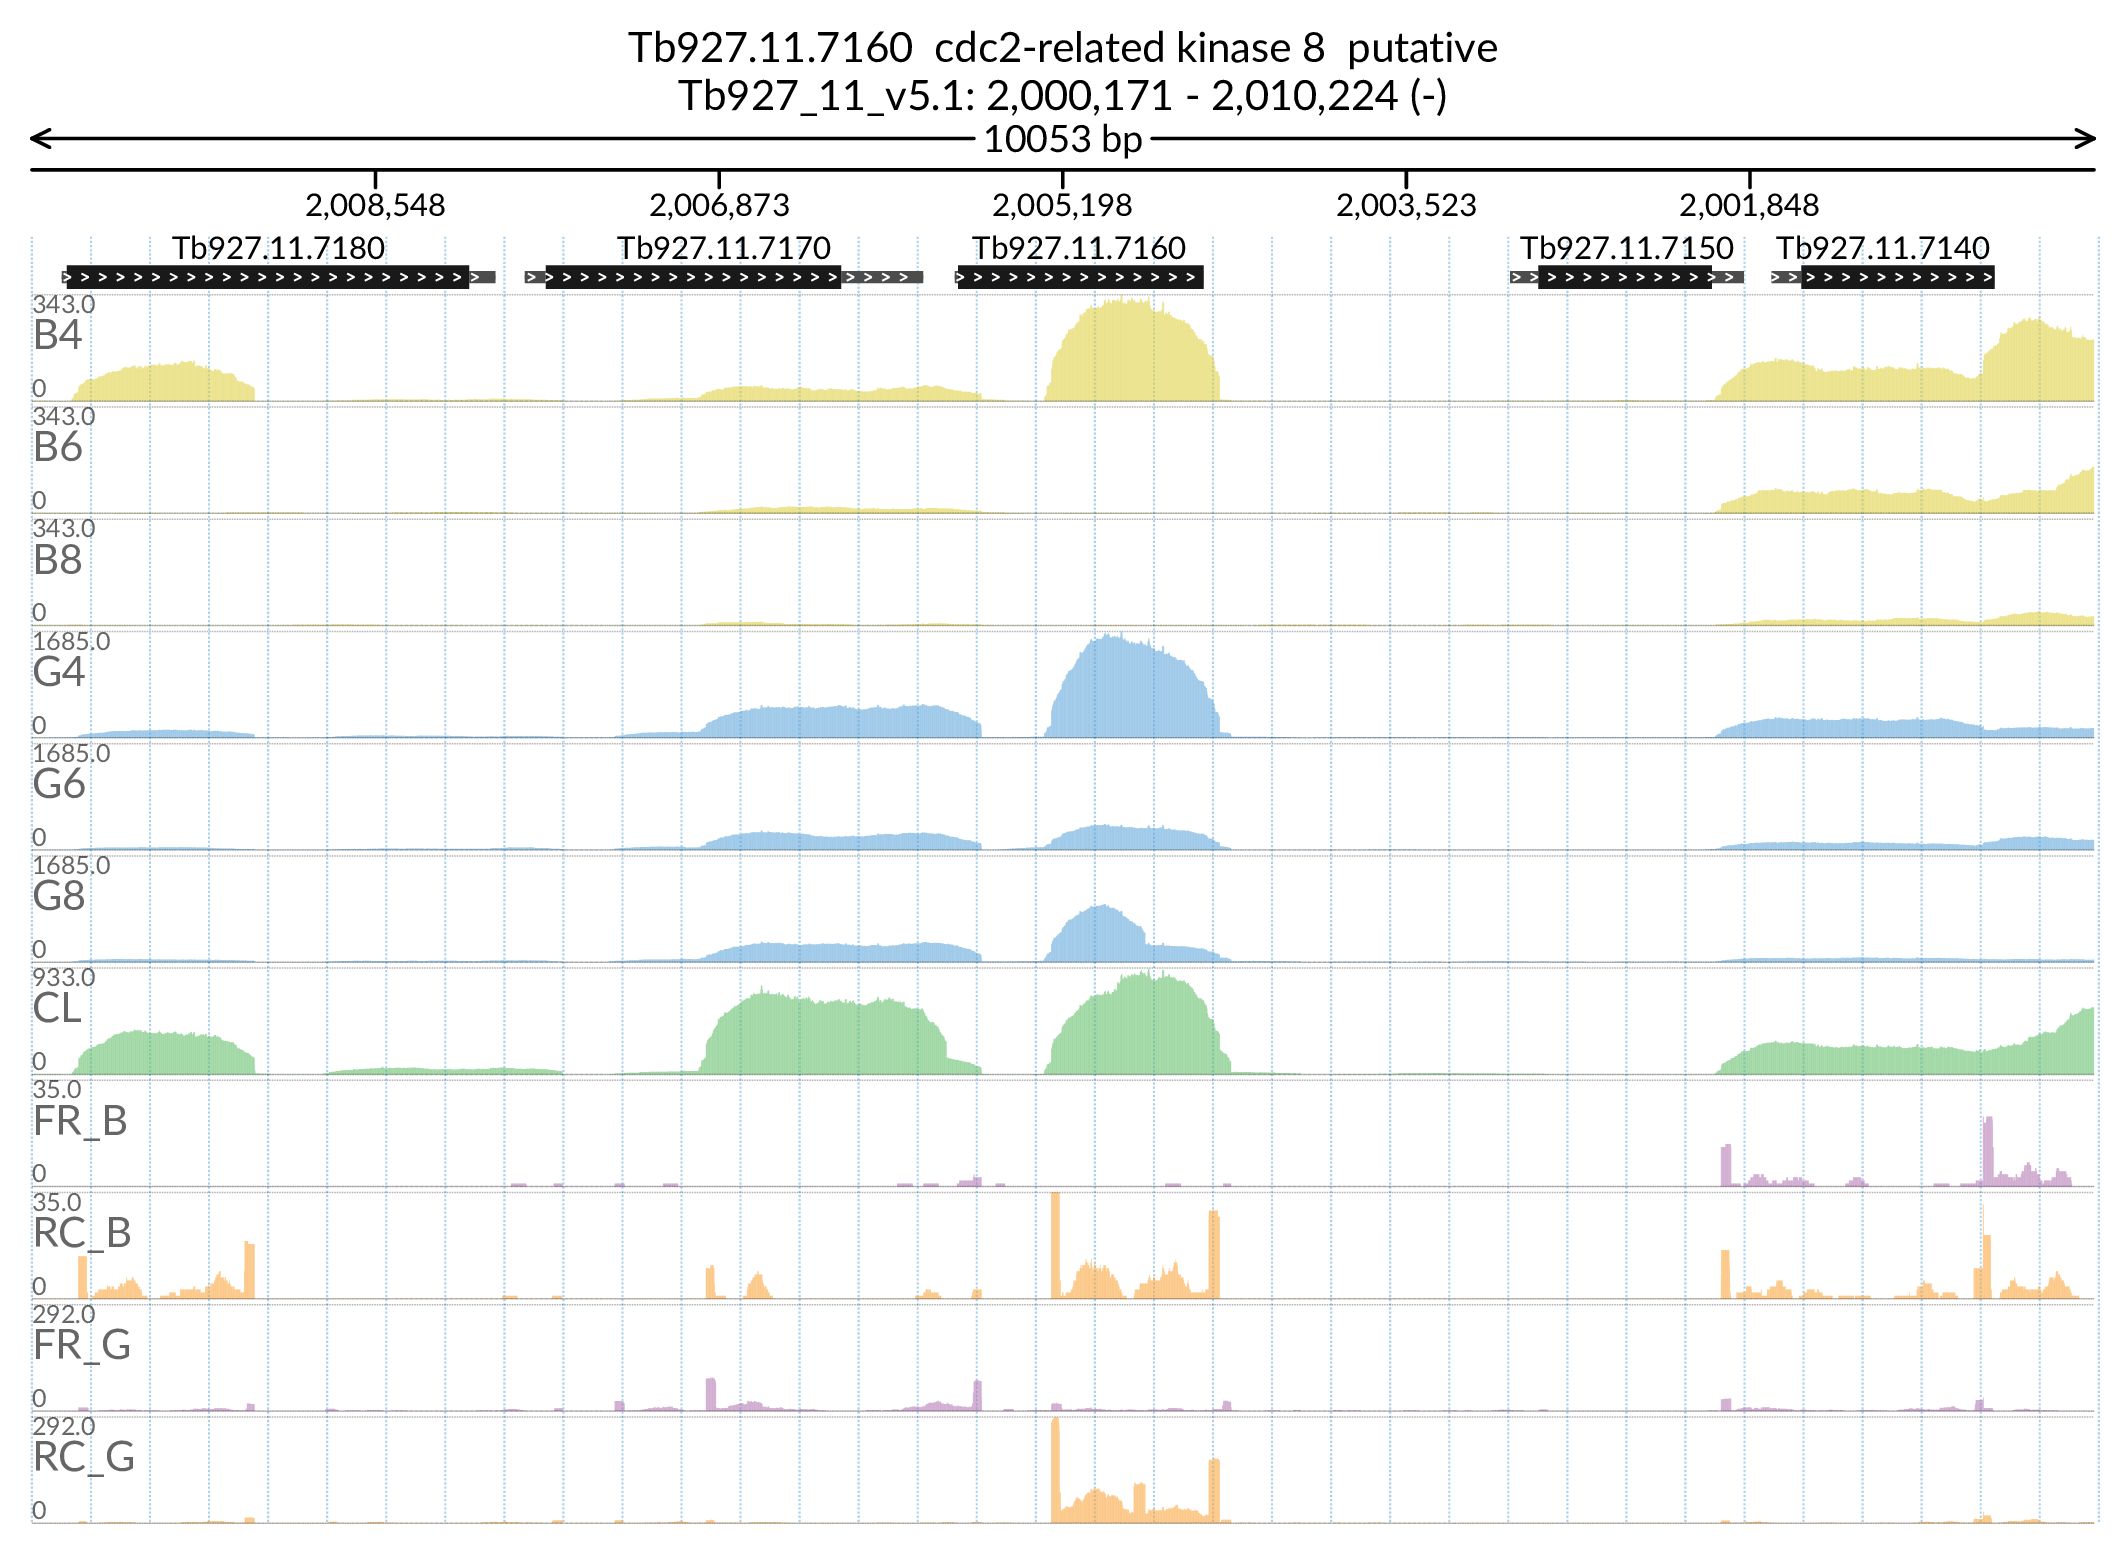 Tb927.11.7160  cdc2-related kinase 8  putative
Tb927_11_v5.1: 2,000,171 - 2,010,224 (-)
10053 bp
2,008,548 2,006,873 2,005,198 2,003,523 2,001,848
Tb927.11.7180 Tb927.11.7170 Tb927.11.7160 Tb927.11.7150 Tb927.11.7140
343.0
B4
0
343.0
B6
0
343.0
B8
0
1685.0
G4
0
1685.0
G6
0
1685.0
G8
0
933.0
CL
0
35.0
FR_B
0
35.0
RC_B
0
292.0
FR_G
0
292.0
RC_G
0